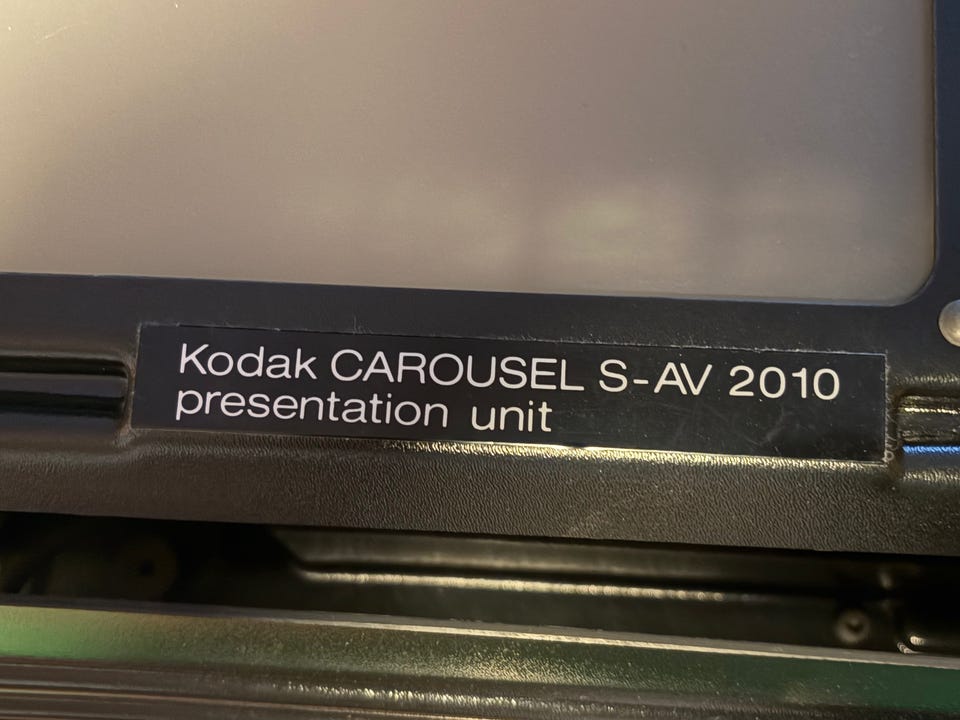 Kodak CAROUSEL S-AV 2010
presentation unit